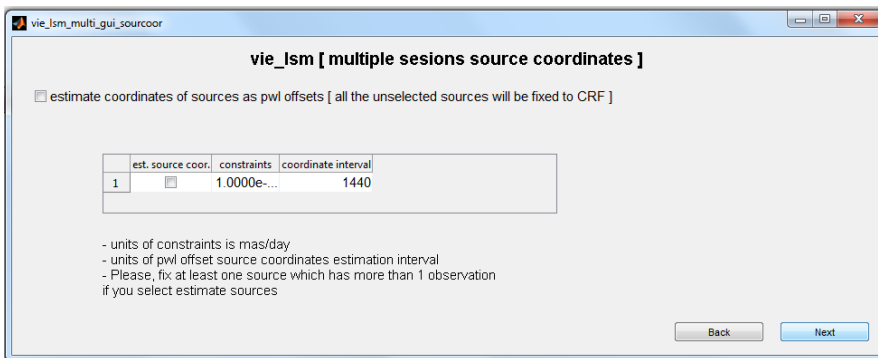 vie_lsm_multi_gui_sourcoor
vie_lsm [ multiple sesions source coordinates ]
estimate coordinates of sources as pwl offsets [ all the unselected sources will be fixed to CRF ]
est. source coor. constraints coordinate interval
1 1.0000e-... 1440
- units of constraints is mas/day
- units of pwl offset source coordinates estimation interval
- Please, fix at least one source which has more than 1 observation
if you select estimate sources
Back Next